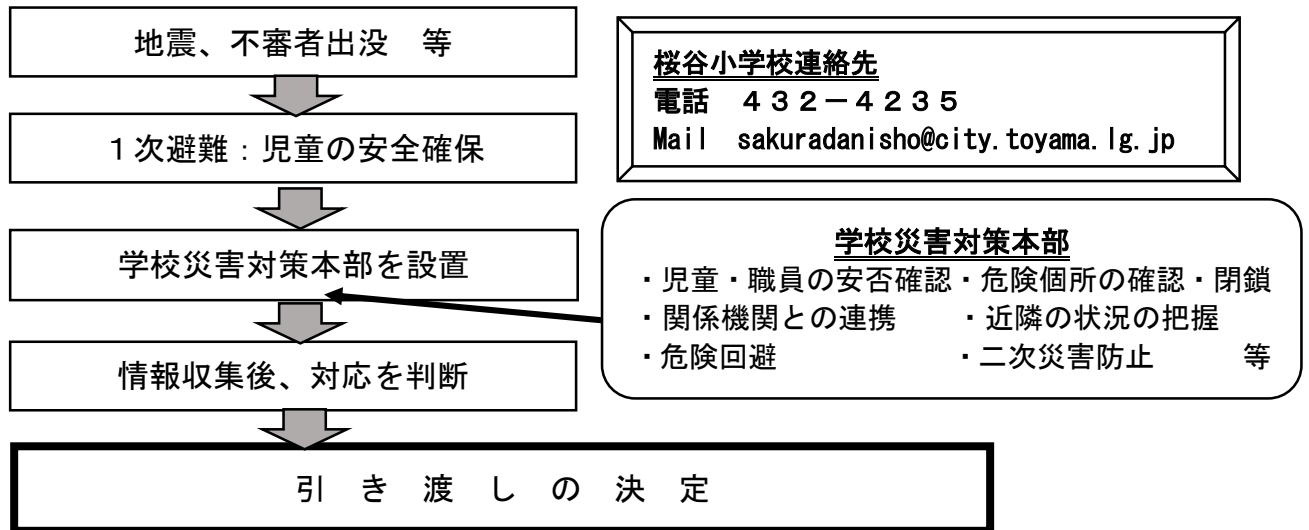 地震、不審者出没　等
１次避難：児童の安全確保
学校災害対策本部を設置
情報収集後、対応を判断
引き渡しの決定
桜谷小学校連絡先
電話　４３２－４２３５
Mail　sakuradanisho@city.toyama.lg.jp
学校災害対策本部
・児童・職員の安否確認・危険個所の確認・閉鎖
・関係機関との連携　　・近隣の状況の把握
・危険回避　　　　　　・二次災害防止　　　等